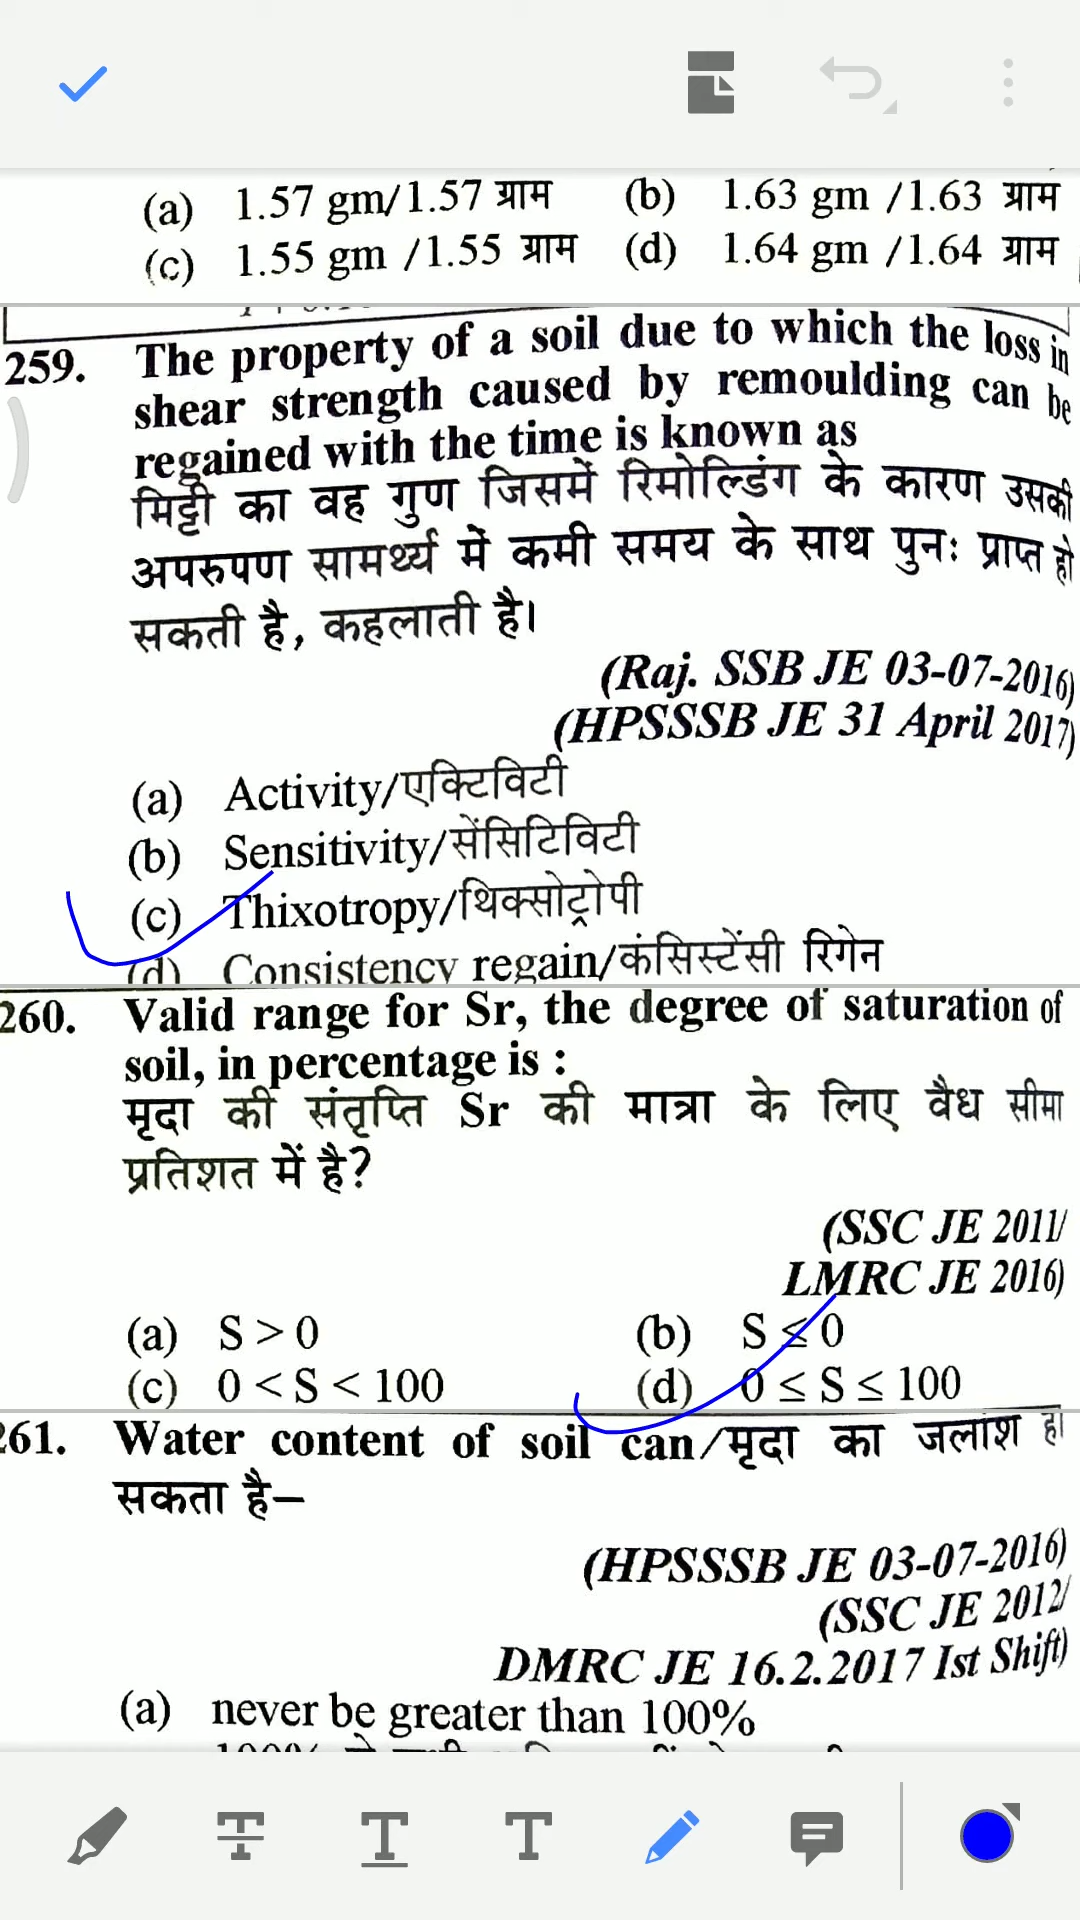 (a) 1.57 gm/1.57 ग्राम (b) 1.63 gm /1.63 ग्राम
(c) 1.55 gm /1.55 ग्राम (d) 1.64 gm /1.64 ग्राम
259. The property of a soil due to which the loss in
shear strength caused by remoulding can be
regained with the time is known as
मिट्टी का वह गुण जिसमें रिमोल्डिंग के कारण उसकी
अपरुपण सामर्थ्य में कमी समय के साथ पुनः प्राप्त हो
सकती है, कहलाती है।
(Raj. SSB JE 03-07-2016)
(HPSSSB JE 31 April 2017)
(a) Activity/एक्टिविटी
(b) Sensitivity/सेंसिटिविटी
(c) Thixotropy/थिक्सोट्रोपी
(d) Consistency regain/कंसिस्टेंसी रिगेन
260. Valid range for Sr, the degree of saturation of
soil, in percentage is :
मृदा की संतृप्ति Sr की मात्रा के लिए वैध सीमा
प्रतिशत में है?
(SSC JE 2011/
LMRC JE 2016)
(a) S > 0 (b) S ≤ 0
(c) 0 < S < 100 (d) 0 ≤ S ≤ 100
261. Water content of soil can/मृदा का जलांश हो
सकता है–
(HPSSSB JE 03-07-2016)
(SSC JE 2012/
DMRC JE 16.2.2017 Ist Shift)
(a) never be greater than 100%